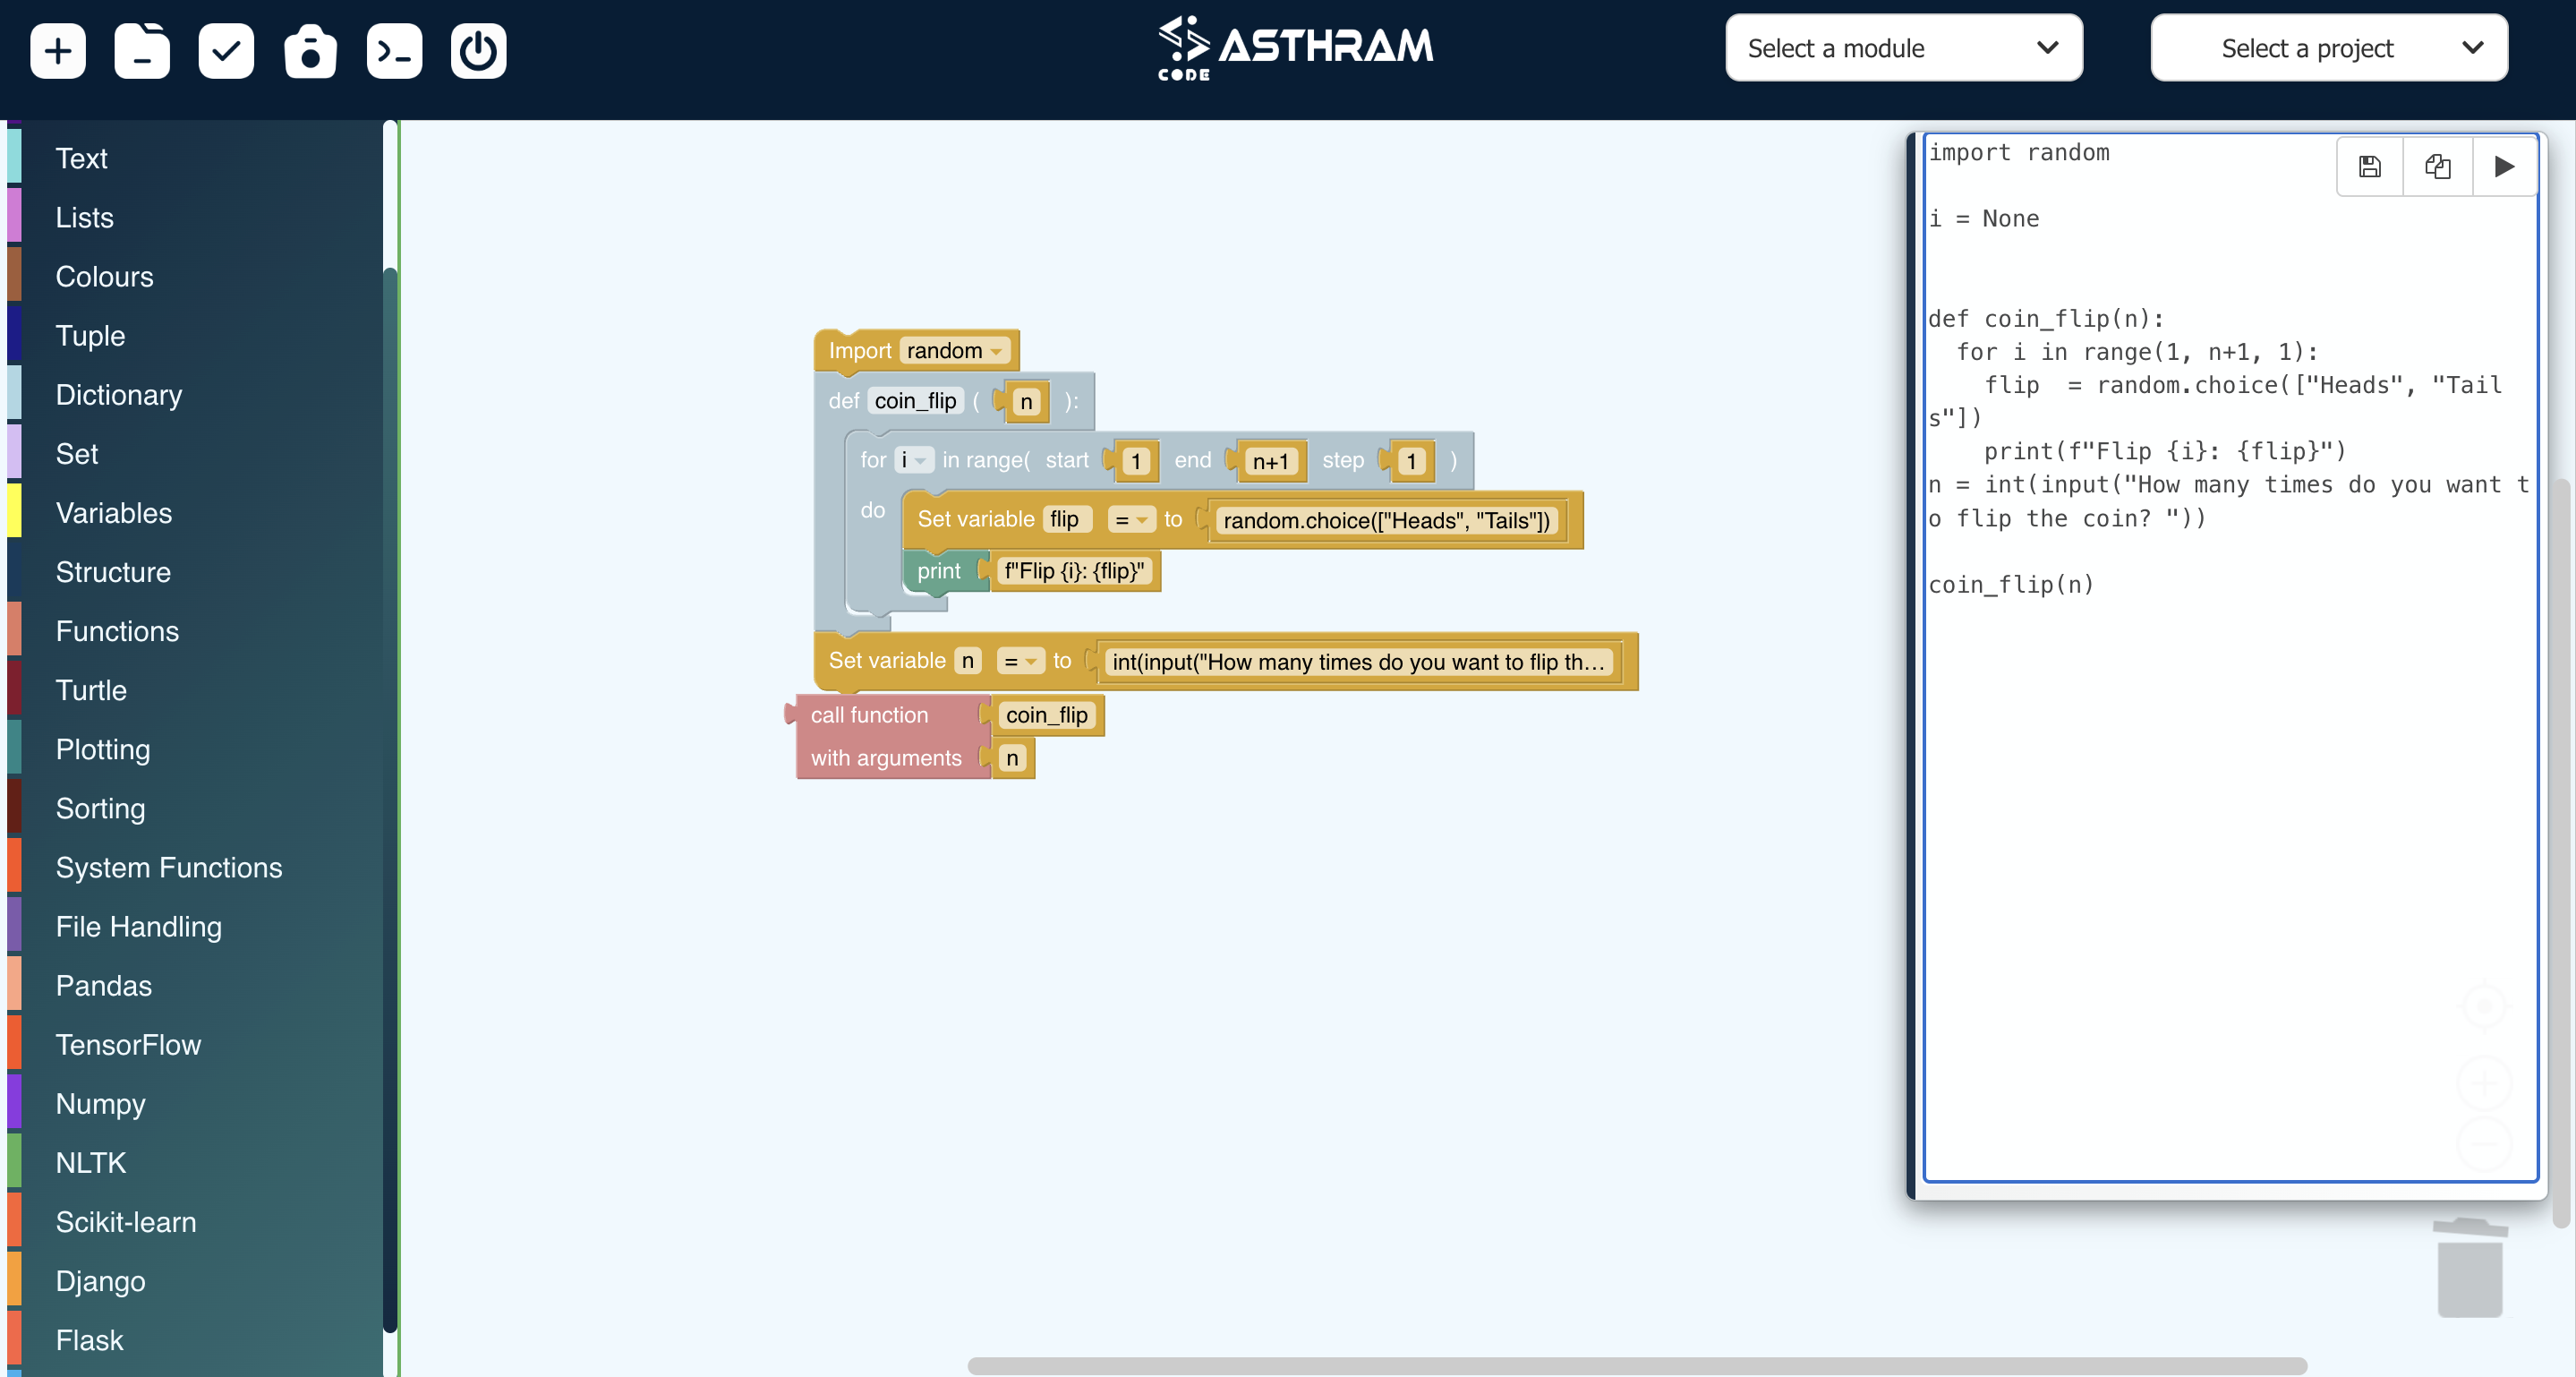 CODE ASTHRAM
Select a module
Select a project
Text
Lists
Colours
Tuple
Dictionary
Set
Variables
Structure
Functions
Turtle
Plotting
Sorting
System Functions
File Handling
Pandas
TensorFlow
Numpy
NLTK
Scikit-learn
Django
Flask
Import random
def coin_flip ( n ):
for i in range( start 1 end n+1 step 1 )
do Set variable flip = to random.choice(["Heads", "Tails"])
print f"Flip {i}: {flip}"
Set variable n = to int(input("How many times do you want to flip th...
call function coin_flip
with arguments n
import random
i = None
def coin_flip(n):
  for i in range(1, n+1, 1):
    flip  = random.choice(["Heads", "Tail
s"])
    print(f"Flip {i}: {flip}")
n = int(input("How many times do you want t
o flip the coin? "))
coin_flip(n)